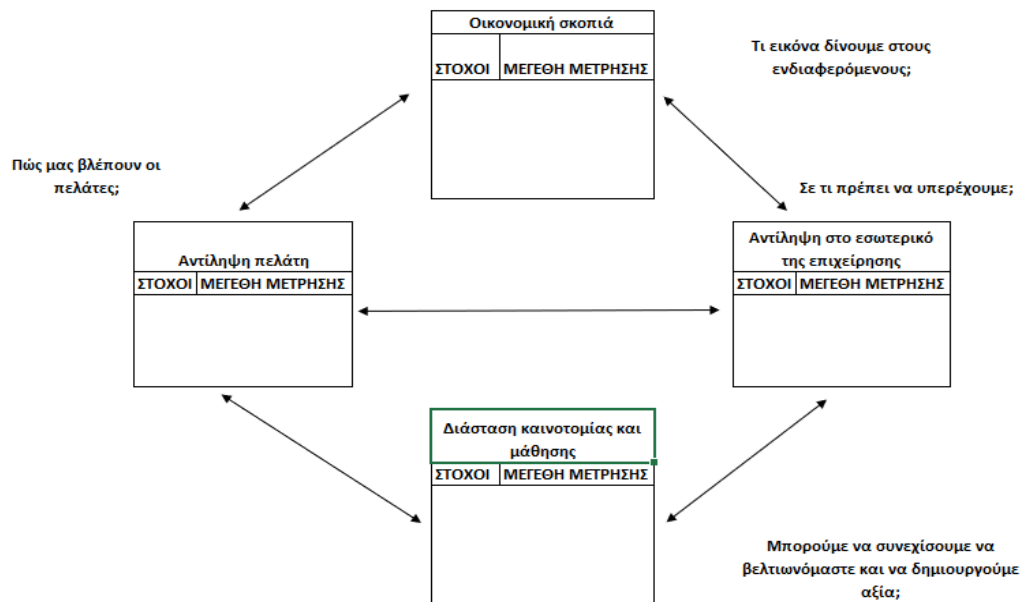 Οικονομική σκοπιά
ΣΤΟΧΟΙ ΜΕΓΕΘΗ ΜΕΤΡΗΣΗΣ
Τι εικόνα δίνουμε στους
ενδιαφερόμενους;
Πώς μας βλέπουν οι
πελάτες;
Σε τι πρέπει να υπερέχουμε;
Αντίληψη πελάτη
ΣΤΟΧΟΙ ΜΕΓΕΘΗ ΜΕΤΡΗΣΗΣ
Αντίληψη στο εσωτερικό
της επιχείρησης
ΣΤΟΧΟΙ ΜΕΓΕΘΗ ΜΕΤΡΗΣΗΣ
Διάσταση καινοτομίας και
μάθησης
ΣΤΟΧΟΙ ΜΕΓΕΘΗ ΜΕΤΡΗΣΗΣ
Μπορούμε να συνεχίσουμε να
βελτιωνόμαστε και να δημιουργούμε
αξία;